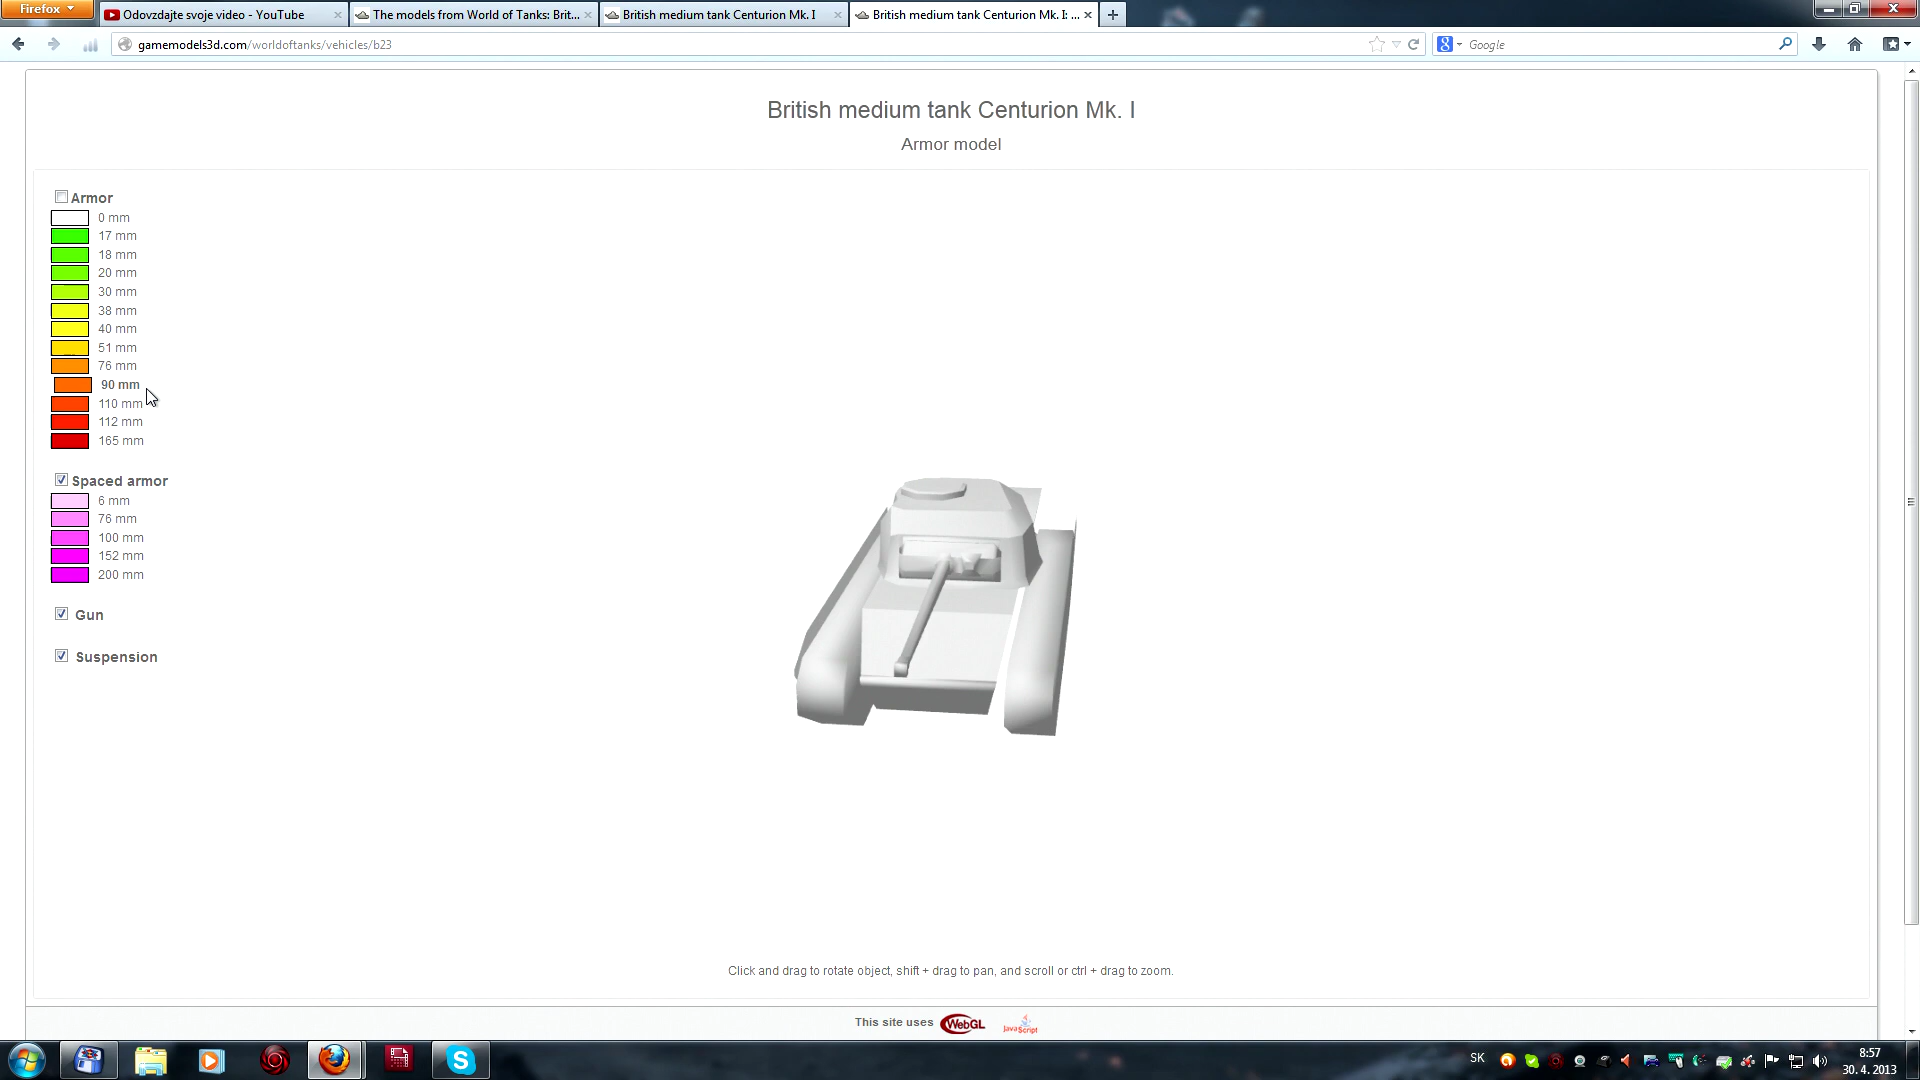 Firefox
Odovzdajte svoje video - YouTube
The models from World of Tanks: Brit...
British medium tank Centurion Mk. I
British medium tank Centurion Mk. I: ...
gamemodels3d.com/worldoftanks/vehicles/b23
Google
British medium tank Centurion Mk. I
Armor model
Armor
0 mm
17 mm
18 mm
20 mm
30 mm
38 mm
40 mm
51 mm
76 mm
90 mm
110 mm
112 mm
165 mm
Spaced armor
6 mm
76 mm
100 mm
152 mm
200 mm
Gun
Suspension
Click and drag to rotate object, shift + drag to pan, and scroll or ctrl + drag to zoom.
This site uses WebGL JavaScript
SK
8:57
30. 4. 2013